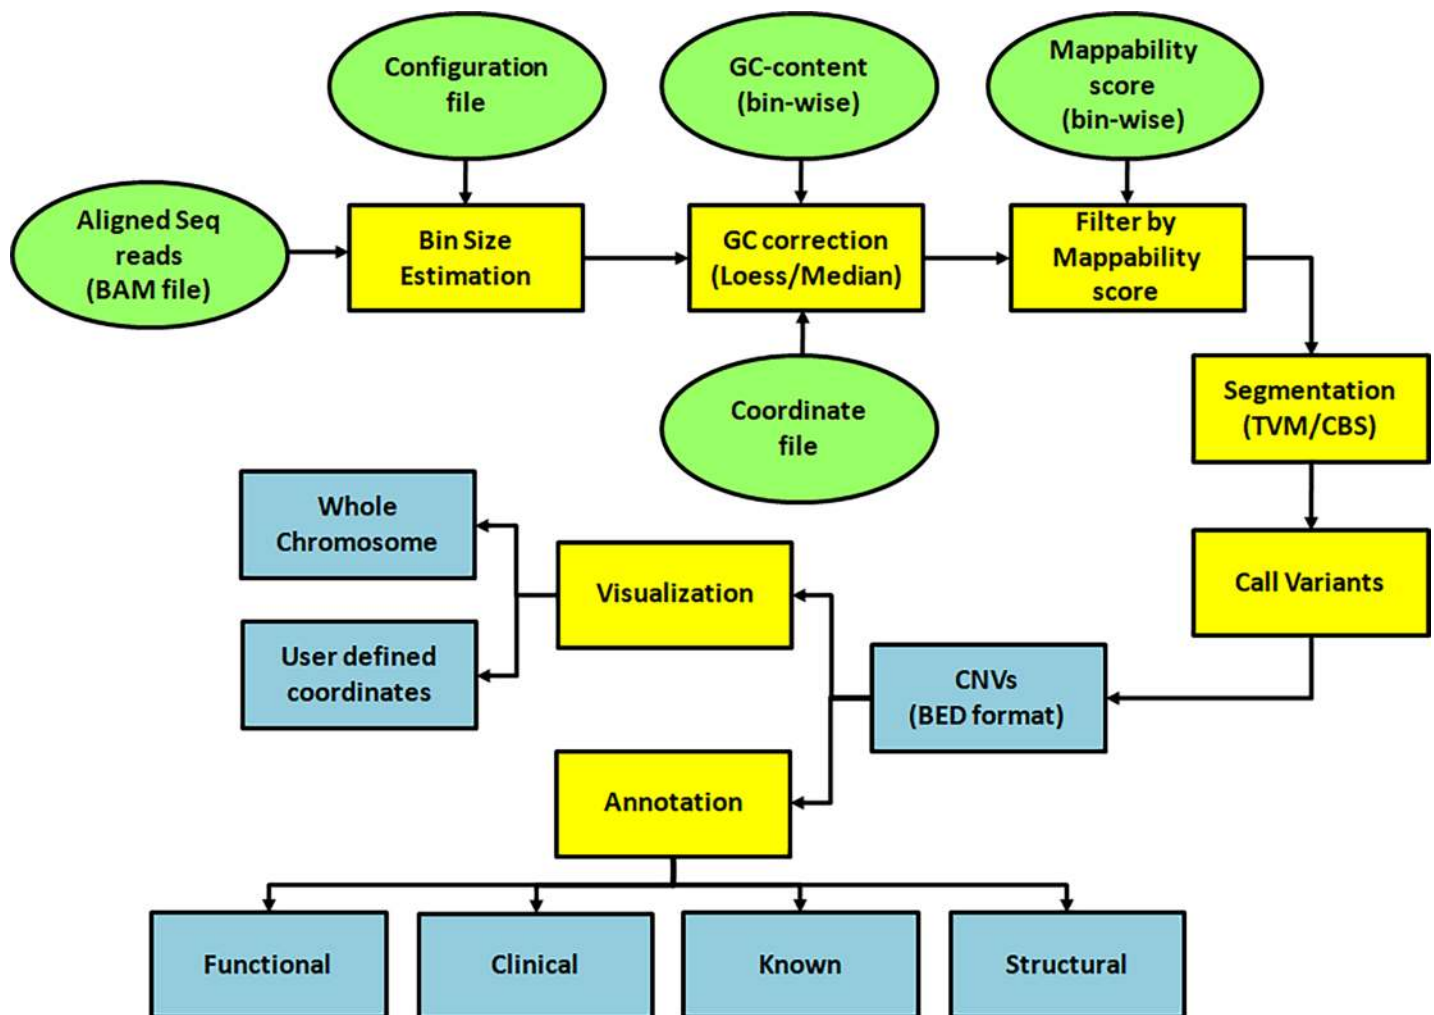 Configuration
file
GC-content
(bin-wise)
Mappability
score
(bin-wise)
Aligned Seq
reads
(BAM file)
Bin Size
Estimation
GC correction
(Loess/Median)
Filter by
Mappability
score
Coordinate
file
Segmentation
(TVM/CBS)
Whole
Chromosome
Visualization
Call Variants
User defined
coordinates
CNVs
(BED format)
Annotation
Functional
Clinical
Known
Structural